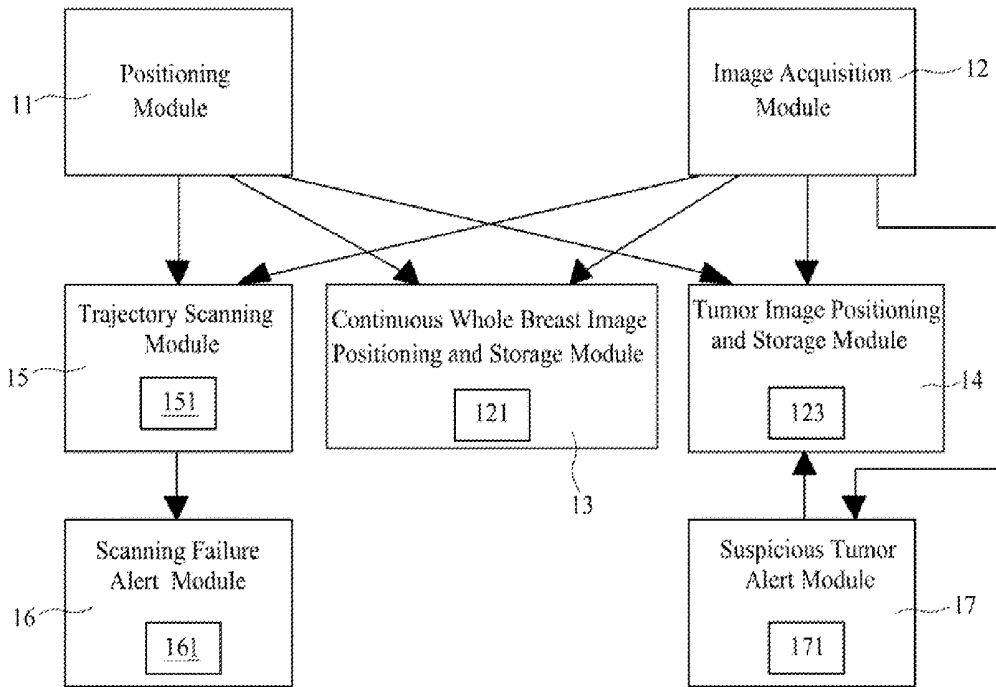 Positioning
Module
11
Image Acquisition
Module
12
Trajectory Scanning
Module
151
15
Continuous Whole Breast Image
Positioning and Storage Module
121
13
Tumor Image Positioning
and Storage Module
123
14
Scanning Failure
Alert Module
161
16
Suspicious Tumor
Alert Module
171
17